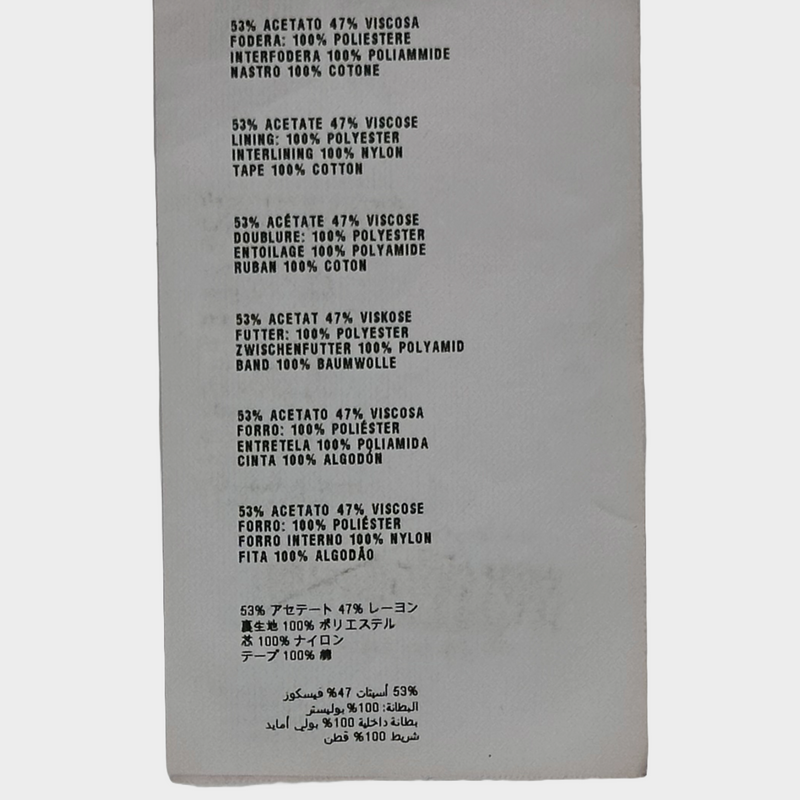 53% ACETATO 47% VISCOSA
FODERA: 100% POLIESTERE
INTERFODERA 100% POLIAMMIDE
NASTRO 100% COTONE
53% ACETATE 47% VISCOSE
LINING: 100% POLYESTER
INTERLINING 100% NYLON
TAPE 100% COTTON
53% ACÉTATE 47% VISCOSE
DOUBLURE: 100% POLYESTER
ENTOILAGE 100% POLYAMIDE
RUBAN 100% COTON
53% ACETAT 47% VISKOSE
FUTTER: 100% POLYESTER
ZWISCHENFUTTER 100% POLYAMID
BAND 100% BAUMWOLLE
53% ACETATO 47% VISCOSA
FORRO: 100% POLIÉSTER
ENTRETELA 100% POLIAMIDA
CINTA 100% ALGODÓN
53% ACETATO 47% VISCOSE
FORRO: 100% POLIÉSTER
FORRO INTERNO 100% NYLON
FITA 100% ALGODÃO
53% アセテート 47% レーヨン
裏生地 100% ポリエステル
芯 100% ナイロン
テープ 100% 綿
53% أسيتات 47% فيسكوز
البطانة: 100% بوليستر
بطانة داخلية 100% بولي أمايد
شريط 100% قطن